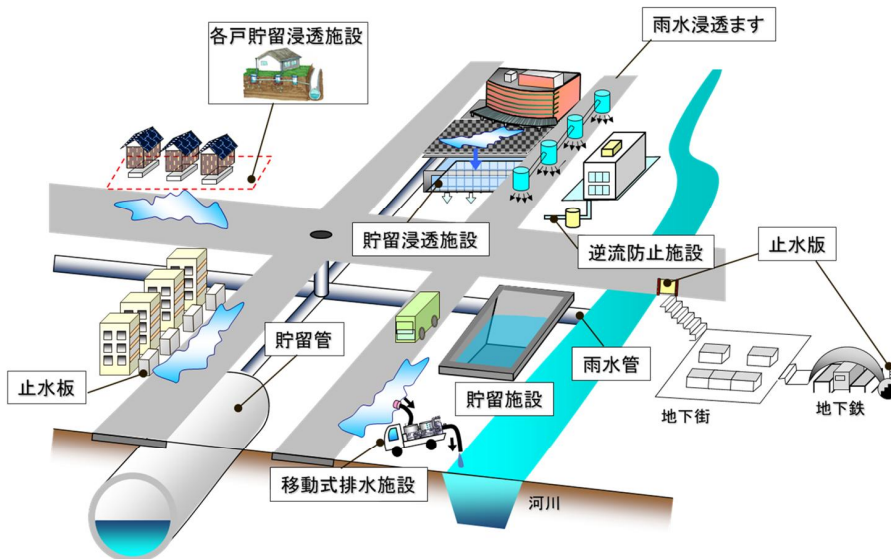 各戸貯留浸透施設
雨水浸透ます
貯留浸透施設
逆流防止施設
止水版
貯留管
雨水管
止水板
貯留施設
地下街
地下鉄
移動式排水施設
河川